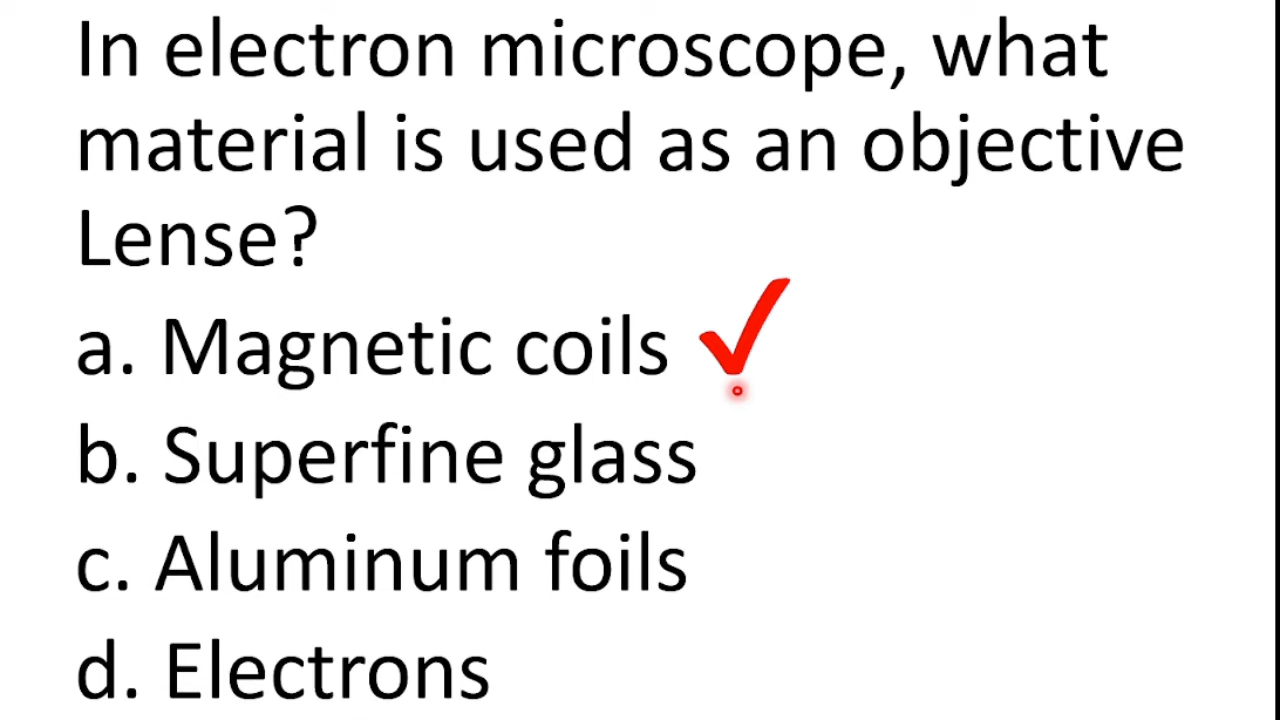 In electron microscope, what
material is used as an objective
Lense?
a. Magnetic coils
b. Superfine glass
c. Aluminum foils
d. Electrons